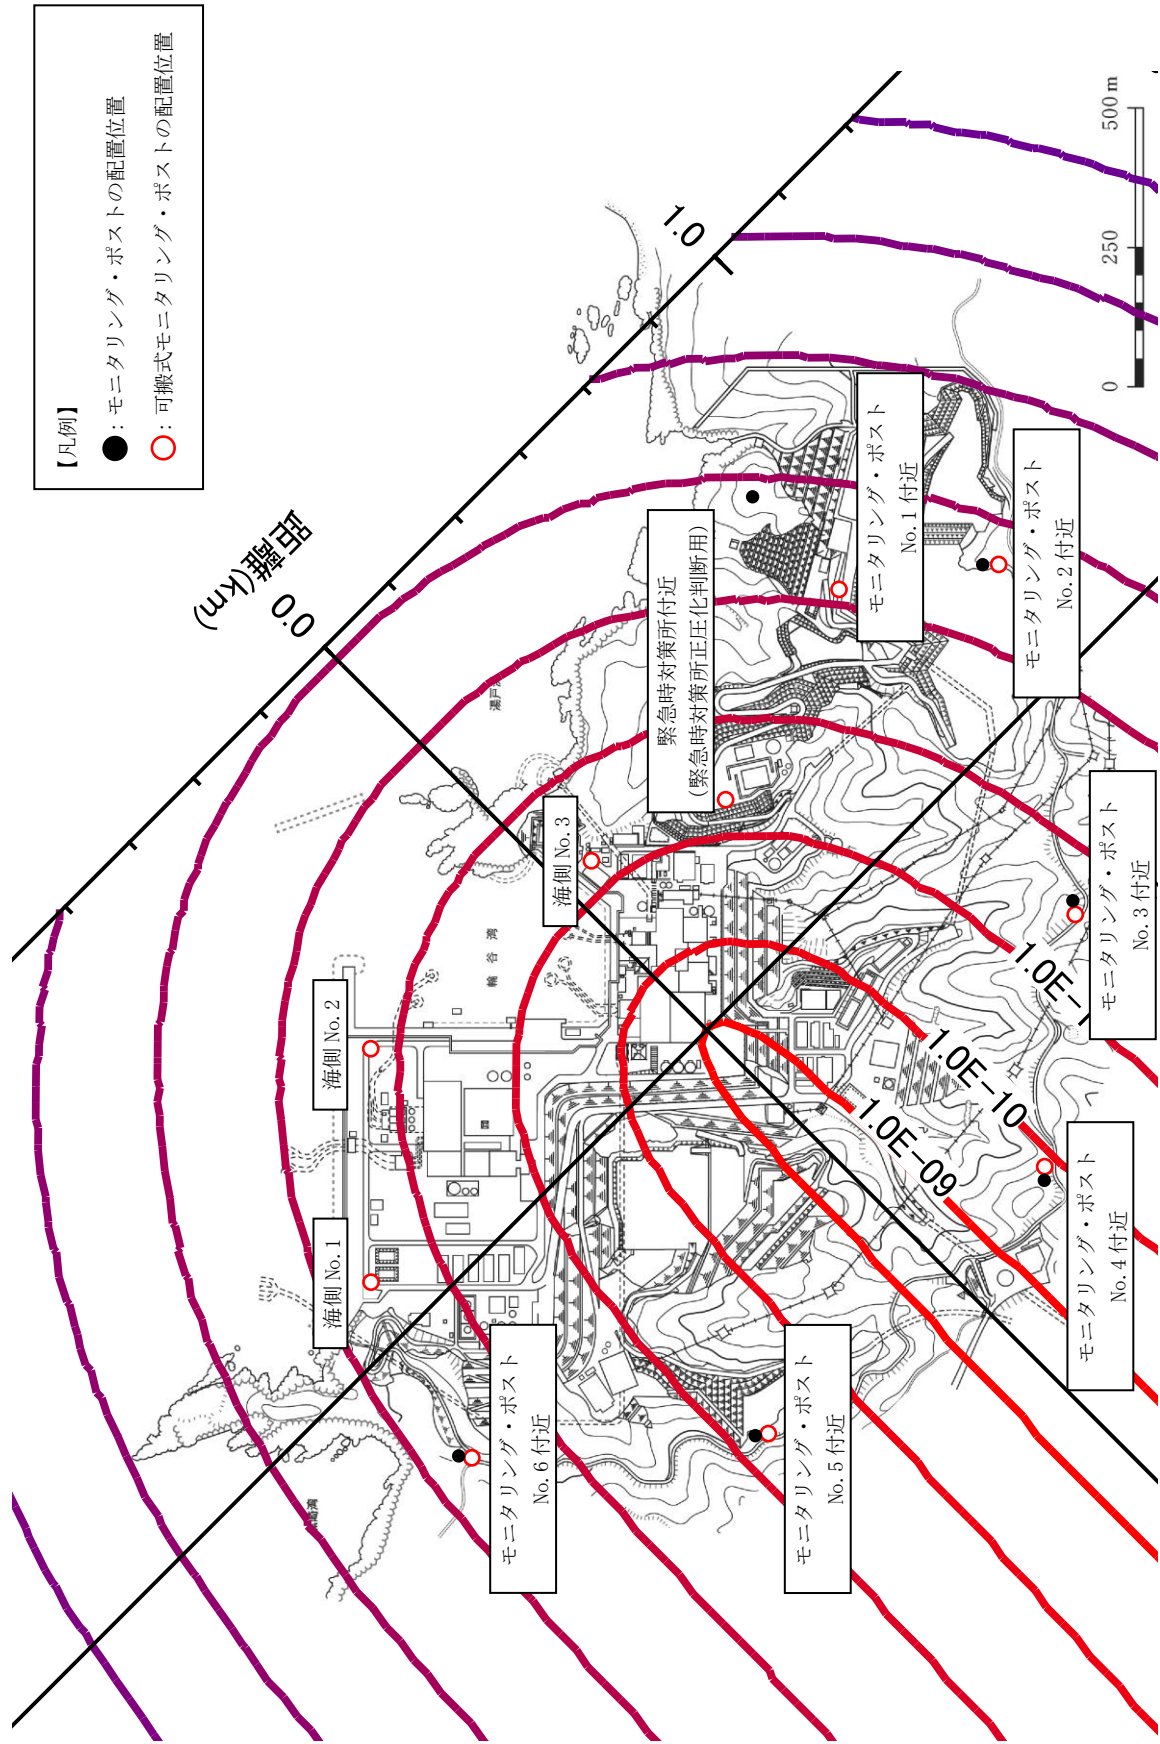 【凡例】
●：モニタリング・ポストの配置位置
○：可搬式モニタリング・ポストの配置位置
距離(km)
0.0
1.0
海側 No.1
海側 No.2
海側 No.3
緊急時対策所付近
(緊急時対策所正圧化判断用)
モニタリング・ポスト
No.1 付近
モニタリング・ポスト
No.2 付近
モニタリング・ポスト
No.3 付近
モニタリング・ポスト
No.4 付近
モニタリング・ポスト
No.5 付近
モニタリング・ポスト
No.6 付近
輪谷湾
1.0E-
1.0E-10
1.0E-09
0
250
500m